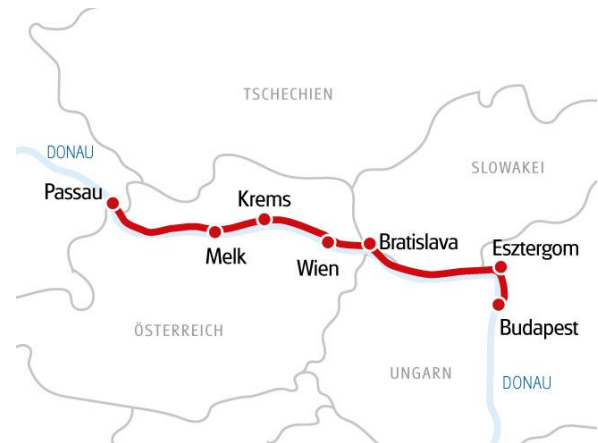 TSCHECHIEN
DONAU
SLOWAKEI
Passau
Krems
Melk
Wien
Bratislava
Esztergom
ÖSTERREICH
Budapest
UNGARN
DONAU